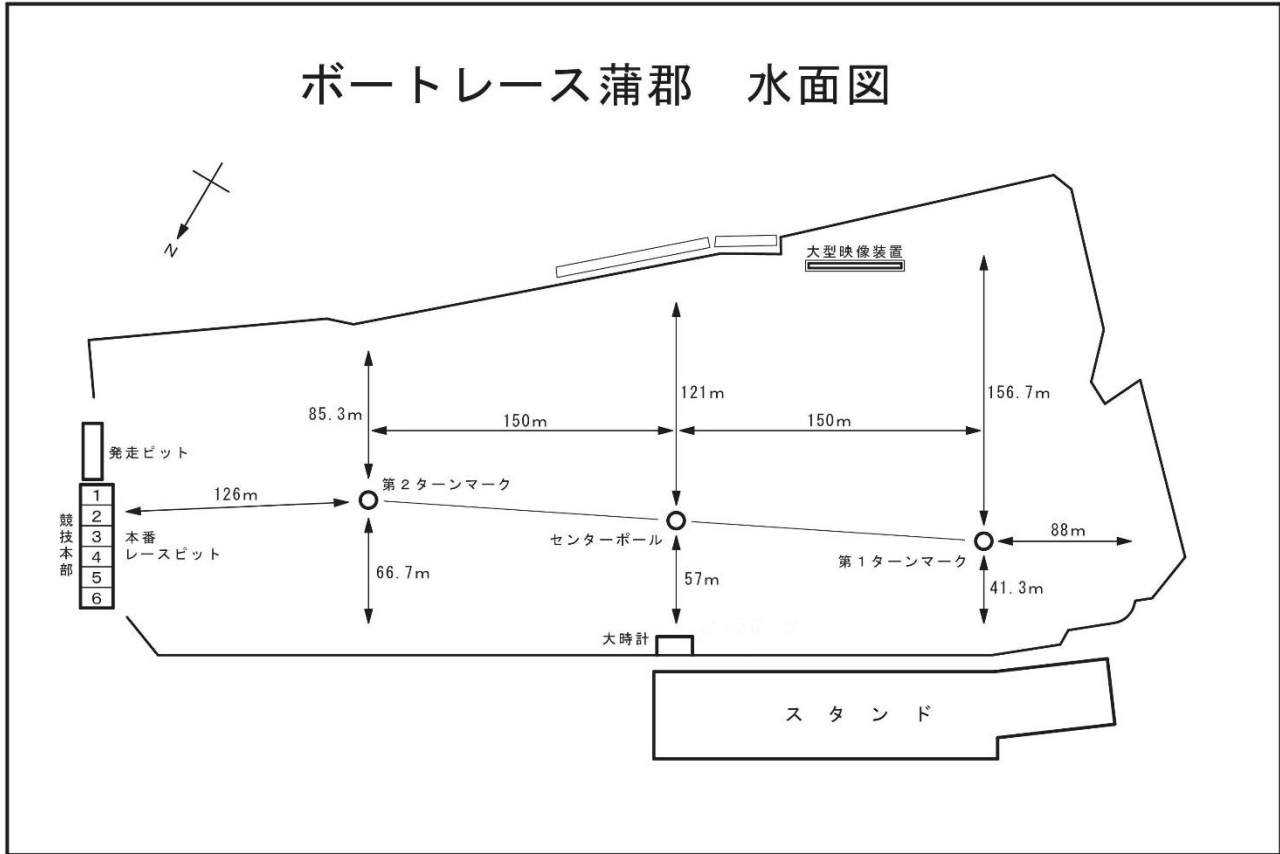 ボートレース蒲郡 水面図
N
大型映像装置
85.3m
121m
156.7m
150m
150m
発走ピット
126m
第2ターンマーク
センターポール
第1ターンマーク
88m
競技本部
1
2
3
4
5
6
本番
レースピット
66.7m
57m
41.3m
大時計
スタンド